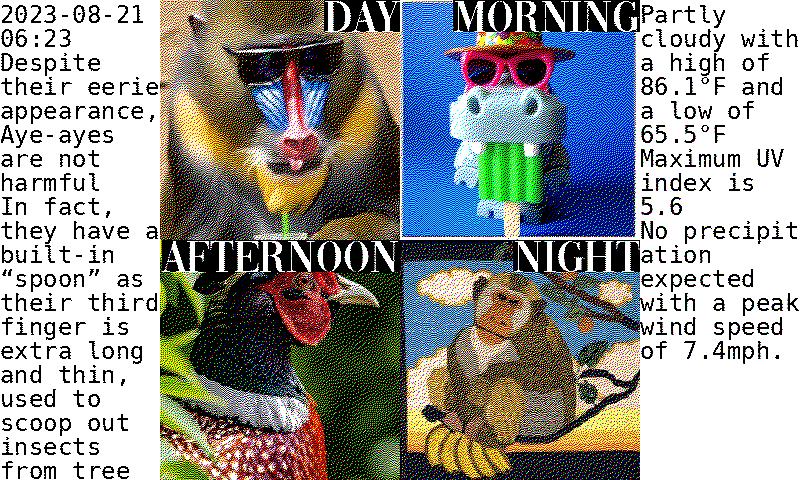 2023-08-21
06:23
Despite
their eerie
appearance,
Aye-ayes
are not
harmful
In fact,
they have a
built-in
“spoon” as
their third
finger is
extra long
and thin,
used to
scoop out
insects
from tree
DAY
MORNING
AFTERNOON
NIGHT
Partly
cloudy with
a high of
86.1°F and
a low of
65.5°F
Maximum UV
index is
5.6
No precipit
ation
expected
with a peak
wind speed
of 7.4mph.